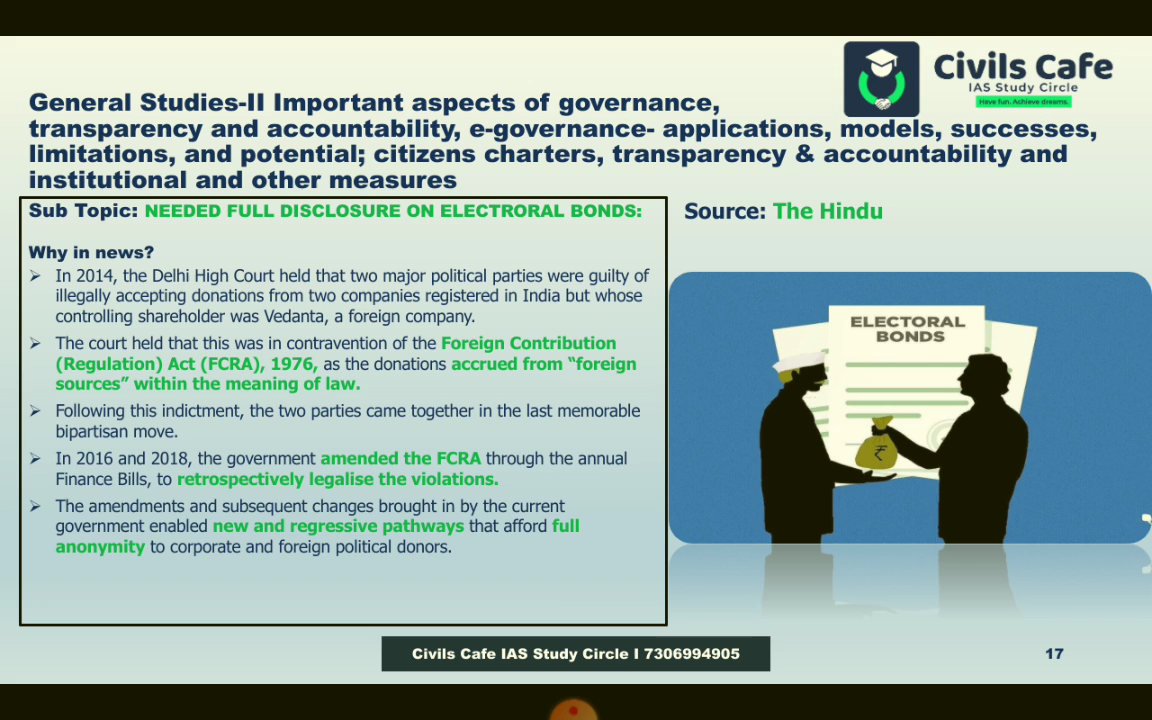 Civils Cafe
IAS Study Circle
Have fun. Achieve dreams.
General Studies-II Important aspects of governance,
transparency and accountability, e-governance- applications, models, successes,
limitations, and potential; citizens charters, transparency & accountability and
institutional and other measures
Sub Topic: NEEDED FULL DISCLOSURE ON ELECTRORAL BONDS:
Why in news?
➢ In 2014, the Delhi High Court held that two major political parties were guilty of
illegally accepting donations from two companies registered in India but whose
controlling shareholder was Vedanta, a foreign company.
➢ The court held that this was in contravention of the Foreign Contribution
(Regulation) Act (FCRA), 1976, as the donations accrued from “foreign
sources” within the meaning of law.
➢ Following this indictment, the two parties came together in the last memorable
bipartisan move.
➢ In 2016 and 2018, the government amended the FCRA through the annual
Finance Bills, to retrospectively legalise the violations.
➢ The amendments and subsequent changes brought in by the current
government enabled new and regressive pathways that afford full
anonymity to corporate and foreign political donors.
Source: The Hindu
ELECTORAL
BONDS
₹
Civils Cafe IAS Study Circle I 7306994905
17